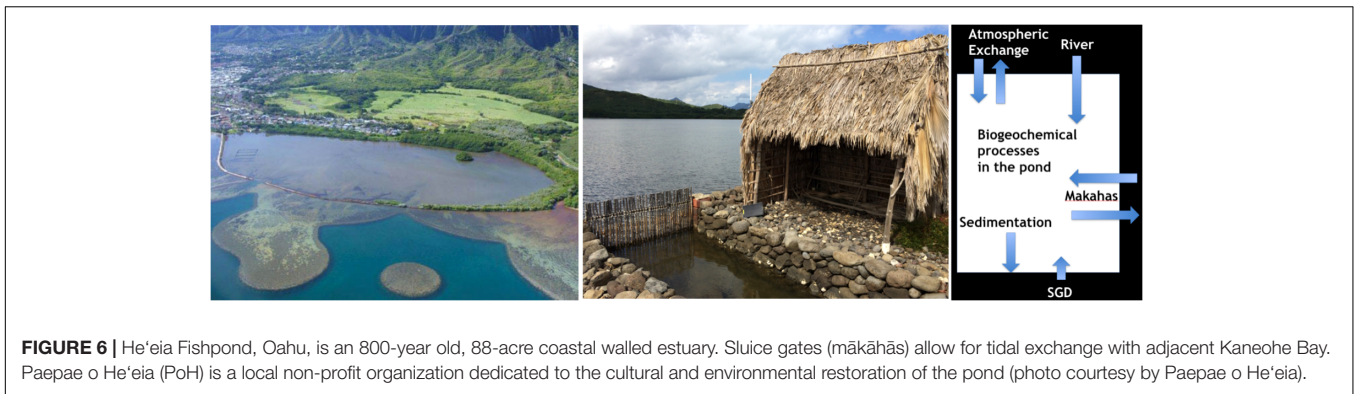 Atmospheric
Exchange
River
Biogeochemical
processes
in the pond
Makahas
Sedimentation
SGD
FIGURE 6 | Heʻeia Fishpond, Oahu, is an 800-year old, 88-acre coastal walled estuary. Sluice gates (mākāhās) allow for tidal exchange with adjacent Kaneohe Bay.
Paepae o Heʻeia (PoH) is a local non-profit organization dedicated to the cultural and environmental restoration of the pond (photo courtesy by Paepae o Heʻeia).